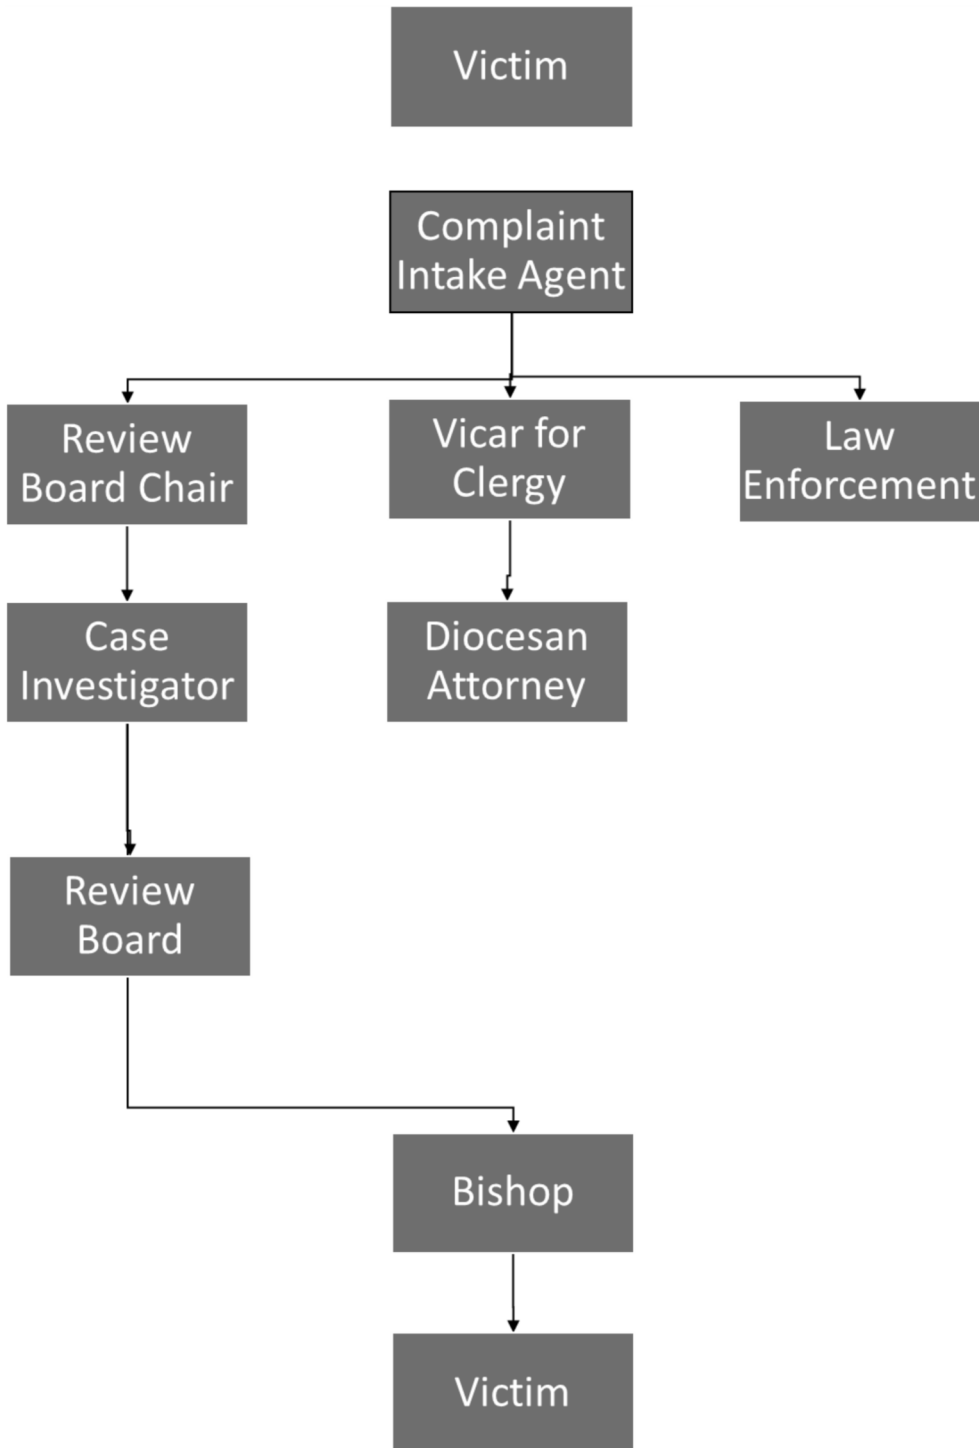 Victim
Complaint
Intake Agent
Review
Board Chair
Vicar for
Clergy
Law
Enforcement
Case
Investigator
Diocesan
Attorney
Review
Board
Bishop
Victim